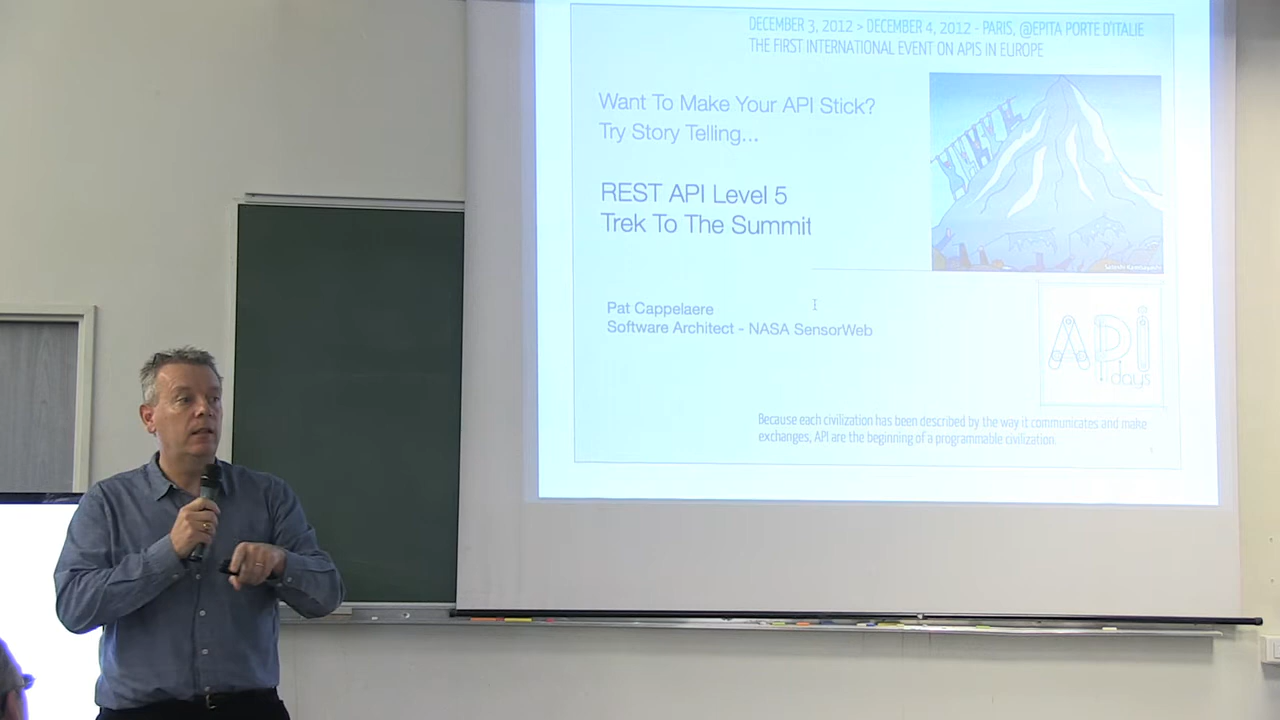 DECEMBER 3, 2012 > DECEMBER 4, 2012 - PARIS, @EPITA PORTE D'ITALIE
THE FIRST INTERNATIONAL EVENT ON APIS IN EUROPE
Want To Make Your API Stick?
Try Story Telling...
REST API Level 5
Trek To The Summit
Pat Cappelaere
Software Architect - NASA SensorWeb
API
days
Because each civilization has been described by the way it communicates and make
exchanges, API are the beginning of a programmable civilization.